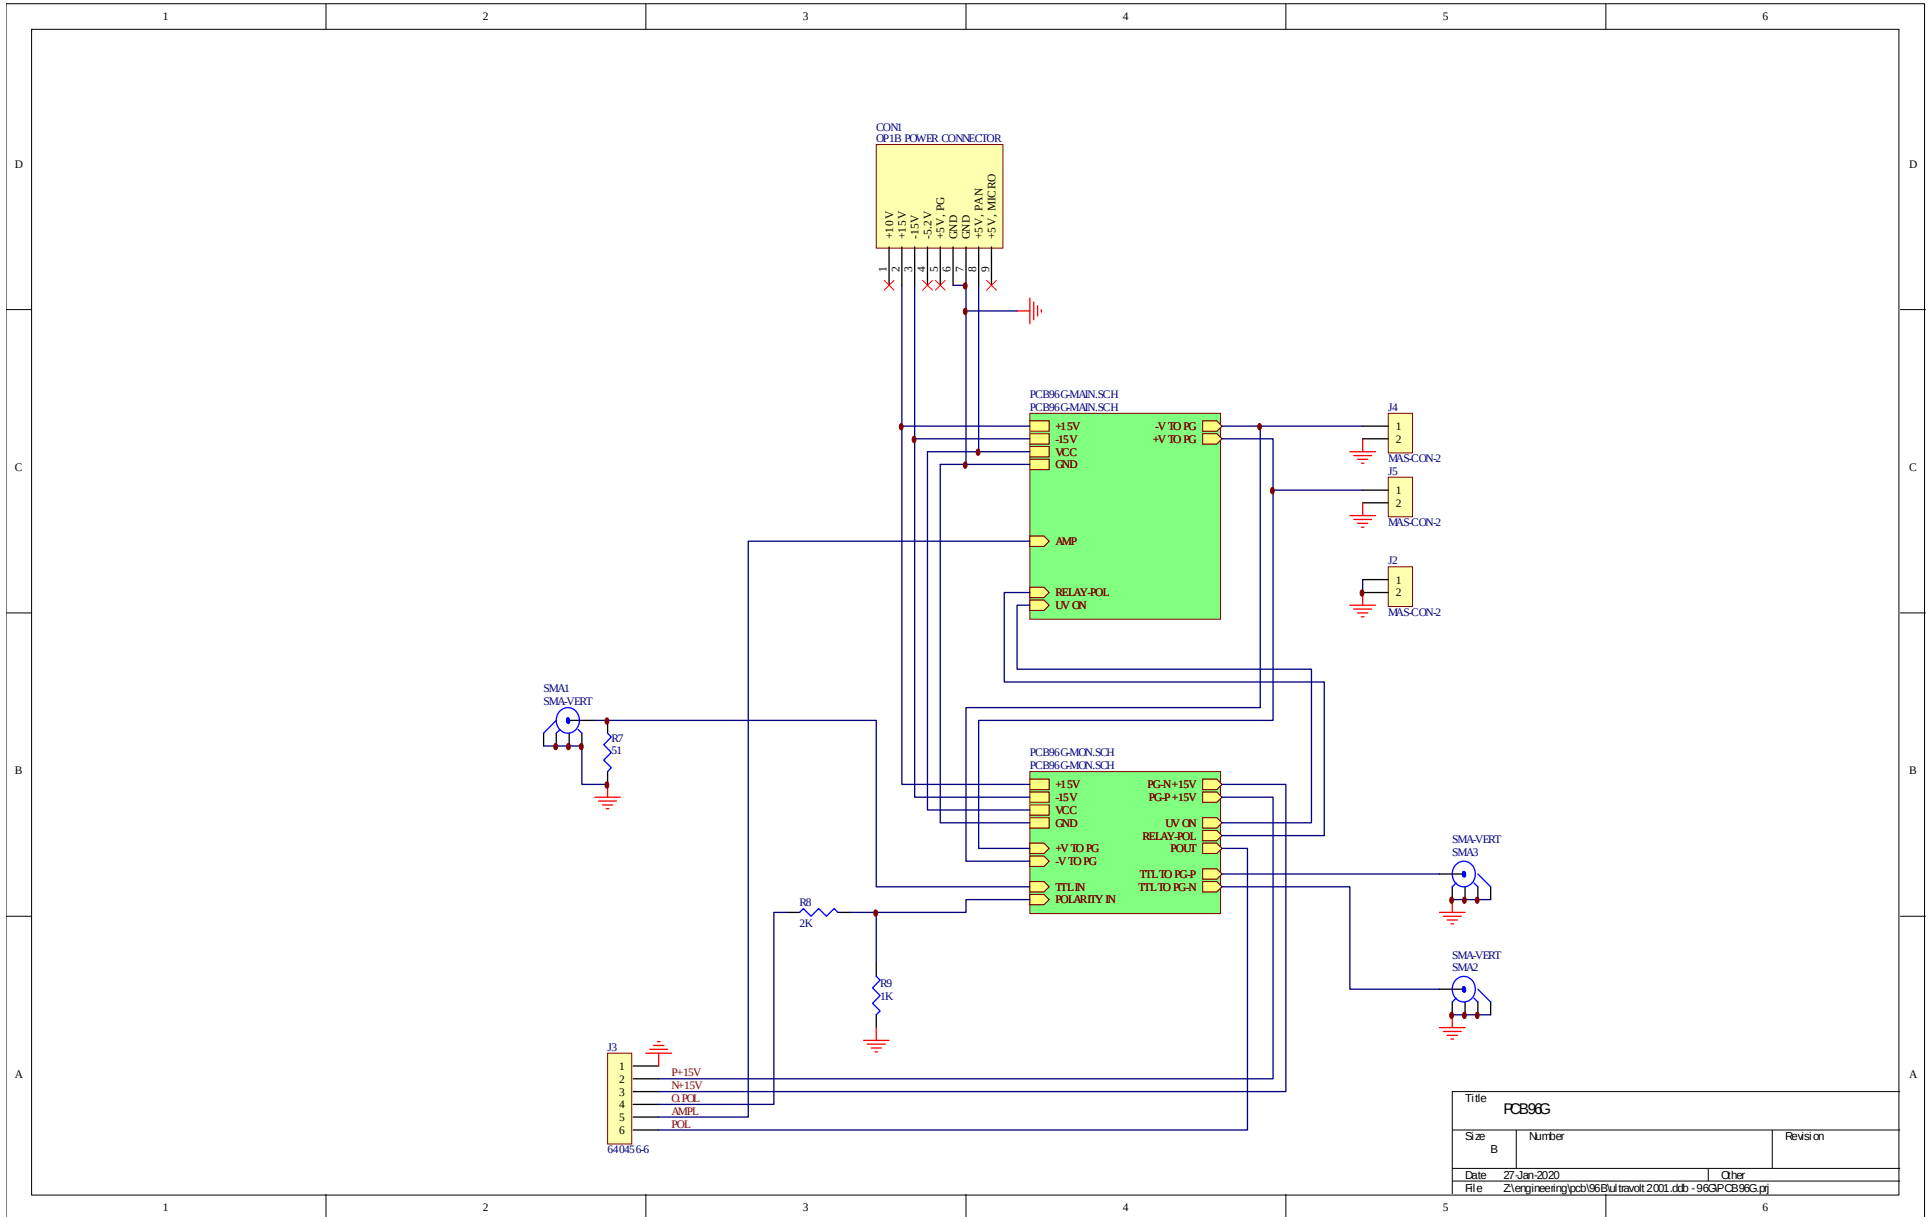 1 2 3 4 5 6
D D
CON1
OP1B POWER CONNECTOR
+10V
+15V
-15V
-5.2V
+5V, PG
GND
GND
+5V, PAN
+5V, MICRO
1 2 3 4 5 6 7 8 9
PCB96G-MAIN.SCH
PCB96G-MAIN.SCH
+15V -V TO PG
-15V +V TO PG
VCC
GND
AMP
RELAY-POL
UV ON
J4
1
2
MAS-CON-2
J5
1
2
MAS-CON-2
J2
1
2
MAS-CON-2
C C
SMA1
SMA-VERT
R7
51
PCB96G-MON.SCH
PCB96G-MON.SCH
+15V PG-N+15V
-15V PG-P+15V
VCC
GND UV ON
RELAY-POL
+V TO PG POUT
-V TO PG
TTL TO PG-P
TTL IN TTL TO PG-N
POLARITY IN
B B
SMA-VERT
SMA3
R8
2K
R9
1K
SMA-VERT
SMA2
J3
1
2 P+15V
3 N+15V
4 O.POL
5 AMPL
6 POL
640456-6
A A
Title
PCB96G
Size Number Revision
B
Date 27-Jan-2020 Other
File Z:\engineering\pcb\96B\ultravolt 2001.ddb - 96G\PCB96G.prj
1 2 3 4 5 6